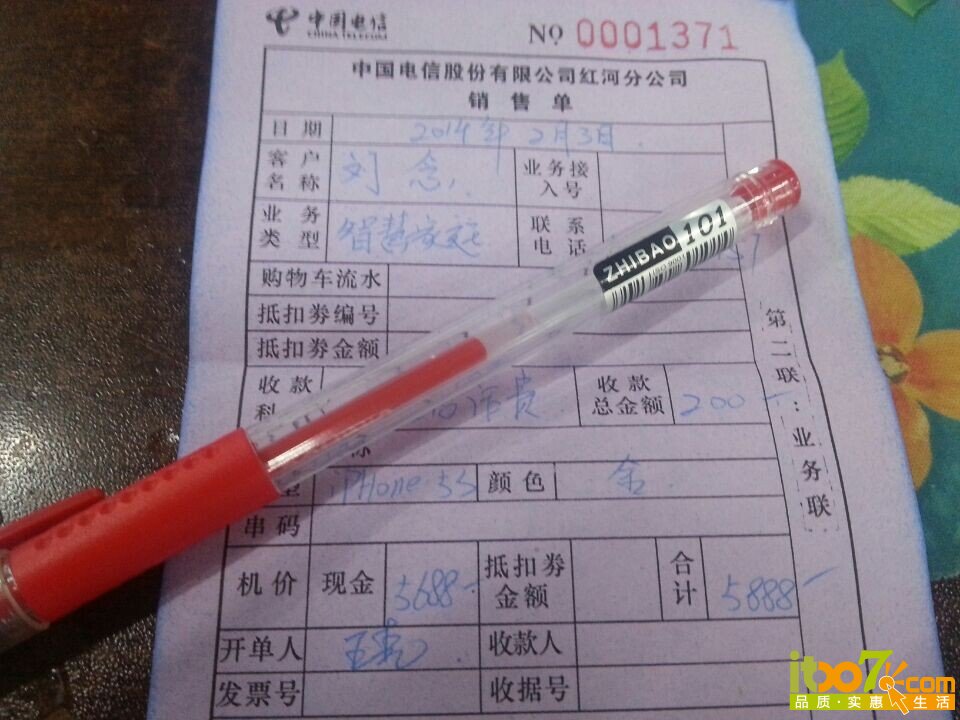 中国电信
CHINA TELECOM
NO 0001371
中国电信股份有限公司红河分公司
销售单
日期 2014年2月3日
客户名称 刘念 业务接入号
业务类型 智慧家庭 联系电话
购物车流水
抵扣券编号
抵扣券金额
收款科 作费 收款总金额 200
型 iPHone 5S 颜色 金
串码
机价 现金 5688 抵扣券金额 合计 5888
开单人 收款人
发票号 收据号
第二联:业务联
ZHIBAO 101
it007.com
品质·实惠 生活